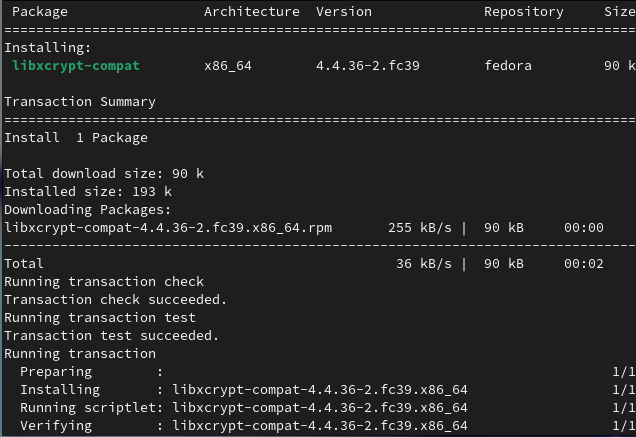 Package Architecture Version Repository Size
================================================================================
Installing:
libxcrypt-compat x86_64 4.4.36-2.fc39 fedora 90 k
Transaction Summary
================================================================================
Install 1 Package
Total download size: 90 k
Installed size: 193 k
Downloading Packages:
libxcrypt-compat-4.4.36-2.fc39.x86_64.rpm 255 kB/s | 90 kB 00:00
--------------------------------------------------------------------------------
Total 36 kB/s | 90 kB 00:02
Running transaction check
Transaction check succeeded.
Running transaction test
Transaction test succeeded.
Running transaction
Preparing : 1/1
Installing : libxcrypt-compat-4.4.36-2.fc39.x86_64 1/1
Running scriptlet: libxcrypt-compat-4.4.36-2.fc39.x86_64 1/1
Verifying : libxcrypt-compat-4.4.36-2.fc39.x86_64 1/1